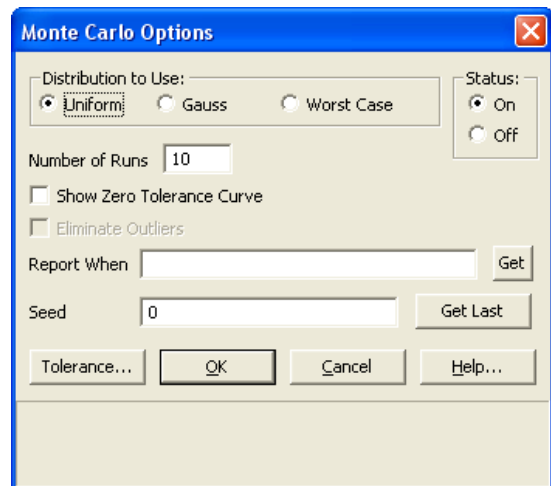 Monte Carlo Options
Distribution to Use:
Uniform Gauss Worst Case
Status:
On
Off
Number of Runs 10
Show Zero Tolerance Curve
Eliminate Outliers
Report When Get
Seed 0 Get Last
Tolerance... OK Cancel Help...